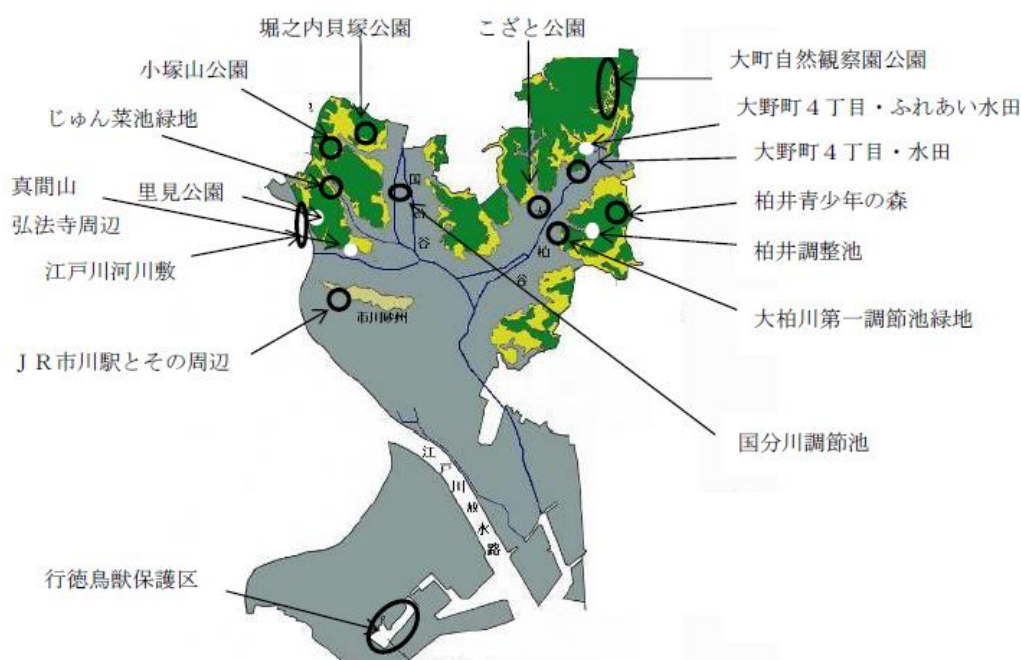 堀之内貝塚公園
こざと公園
小塚山公園
大町自然観察園公園
じゅん菜池緑地
大野町4丁目・ふれあい水田
大野町4丁目・水田
真間山
弘法寺周辺
里見公園
柏井青少年の森
江戸川河川敷
柏井調整池
国分谷
大柏谷
大柏川第一調節池緑地
市川砂州
JR市川駅とその周辺
国分川調節池
江戸川放水路
行徳鳥獣保護区